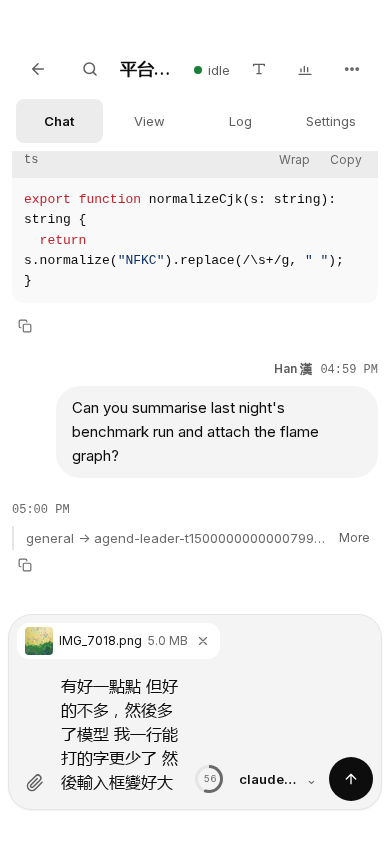 平台...
idle
Chat
View
Log
Settings
ts
Wrap
Copy
export function normalizeCjk(s: string):
string {
return
s.normalize("NFKC").replace(/\s+/g, " ");
}
Han 漢 04:59 PM
Can you summarise last night's
benchmark run and attach the flame
graph?
05:00 PM
general → agend-leader-t1500000000000799...
More
IMG_7018.png 5.0 MB
有好一點點 但好
的不多，然後多
了模型 我一行能
打的字更少了 然
後輸入框變好大
56
claude...